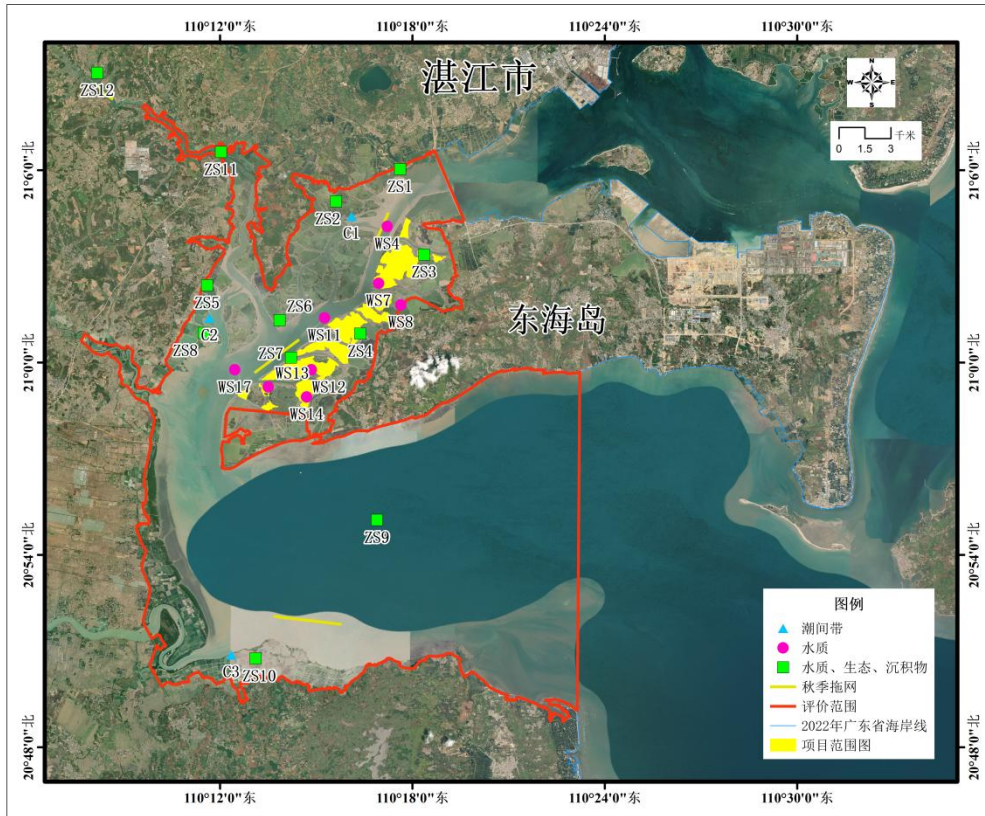 110°12'0"东 110°18'0"东 110°24'0"东 110°30'0"东
湛江市
N
W E
S
千米
0 1.5 3
21°6'0"北 21°6'0"北
ZS12
ZS11
ZS1
ZS2
C1
WS4
ZS3
ZS5
WS7
ZS6
WS8
C2
WS11
东海岛
ZS8
ZS4
ZS7
21°0'0"北 21°0'0"北
WS13
WS17
WS12
WS14
ZS9
20°54'0"北 20°54'0"北
C3
ZS10
20°48'0"北 20°48'0"北
图例
潮间带
水质
水质、生态、沉积物
秋季拖网
评价范围
2022年广东省海岸线
项目范围图
110°12'0"东 110°18'0"东 110°24'0"东 110°30'0"东